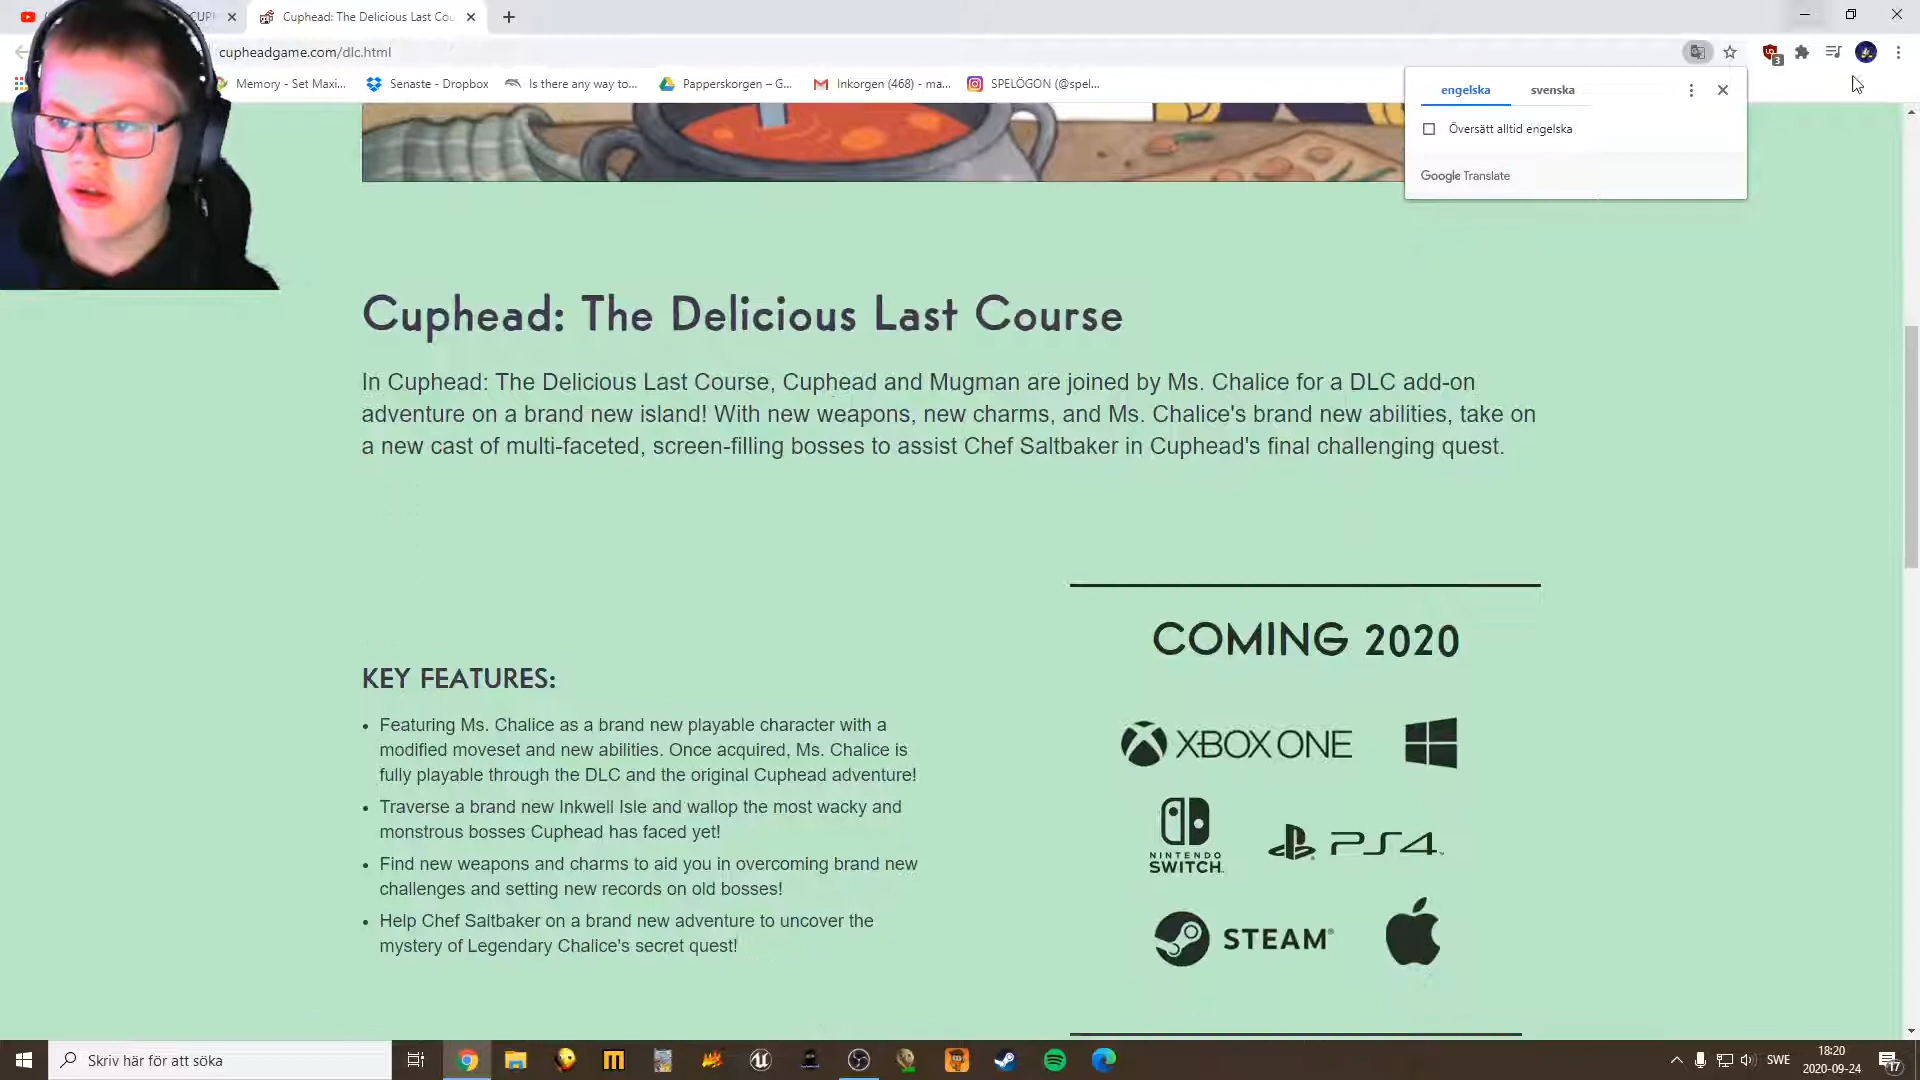 CUPH
Cuphead: The Delicious Last Cou
cupheadgame.com/dlc.html
Memory - Set Maxi...
Senaste - Dropbox
Is there any way to...
Papperskorgen – G...
Inkorgen (468) - ma...
SPELÖGON (@spel...
3
engelska
svenska
Översätt alltid engelska
Google Translate
Cuphead: The Delicious Last Course
In Cuphead: The Delicious Last Course, Cuphead and Mugman are joined by Ms. Chalice for a DLC add-on
adventure on a brand new island! With new weapons, new charms, and Ms. Chalice's brand new abilities, take on
a new cast of multi-faceted, screen-filling bosses to assist Chef Saltbaker in Cuphead's final challenging quest.
COMING 2020
KEY FEATURES:
• Featuring Ms. Chalice as a brand new playable character with a
modified moveset and new abilities. Once acquired, Ms. Chalice is
fully playable through the DLC and the original Cuphead adventure!
• Traverse a brand new Inkwell Isle and wallop the most wacky and
monstrous bosses Cuphead has faced yet!
• Find new weapons and charms to aid you in overcoming brand new
challenges and setting new records on old bosses!
• Help Chef Saltbaker on a brand new adventure to uncover the
mystery of Legendary Chalice's secret quest!
XBOX ONE
NINTENDO
SWITCH™
PS4™
STEAM®
Skriv här för att söka
SWE
18:20
2020-09-24
17